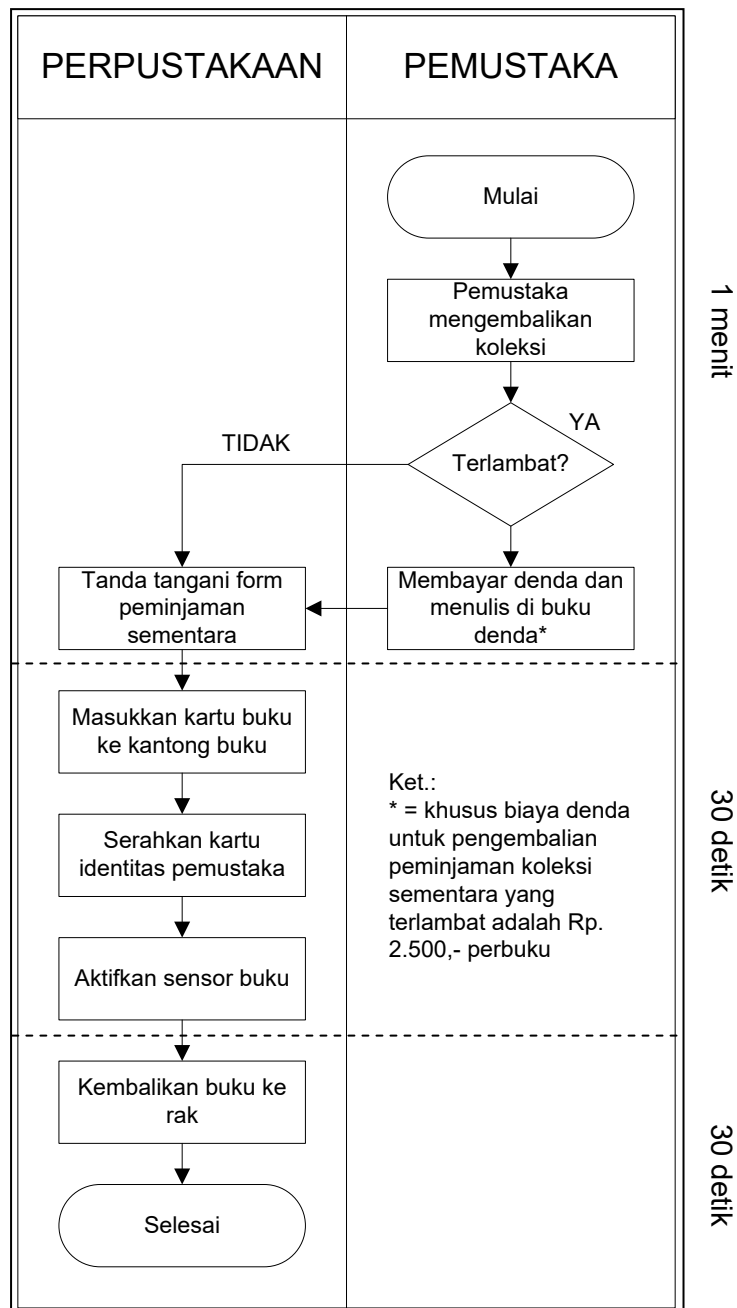 PERPUSTAKAAN
PEMUSTAKA
Mulai
Pemustaka
mengembalikan
koleksi
1 menit
YA
TIDAK
Terlambat?
Tanda tangani form
peminjaman
sementara
Membayar denda dan
menulis di buku
denda*
Masukkan kartu buku
ke kantong buku
Serahkan kartu
identitas pemustaka
Aktifkan sensor buku
Ket.:
* = khusus biaya denda
untuk pengembalian
peminjaman koleksi
sementara yang
terlambat adalah Rp.
2.500,- perbuku
30 detik
Kembalikan buku ke
rak
Selesai
30 detik